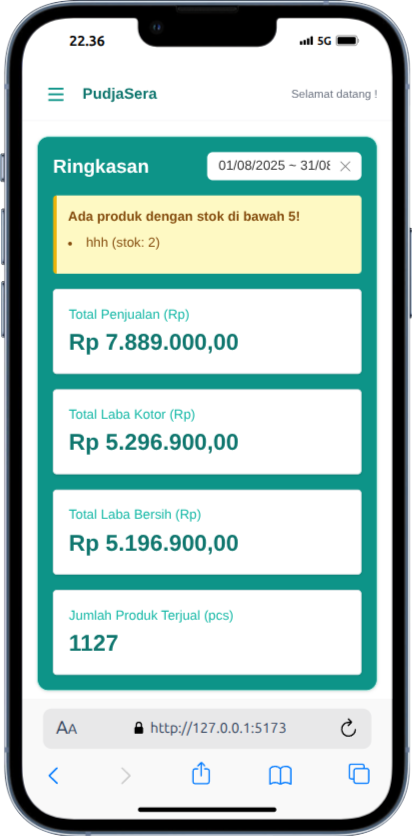 22.36
5G
PudjaSera
Selamat datang !
Ringkasan
01/08/2025 ~ 31/08
Ada produk dengan stok di bawah 5!
• hhh (stok: 2)
Total Penjualan (Rp)
Rp 7.889.000,00
Total Laba Kotor (Rp)
Rp 5.296.900,00
Total Laba Bersih (Rp)
Rp 5.196.900,00
Jumlah Produk Terjual (pcs)
1127
AA
http://127.0.0.1:5173